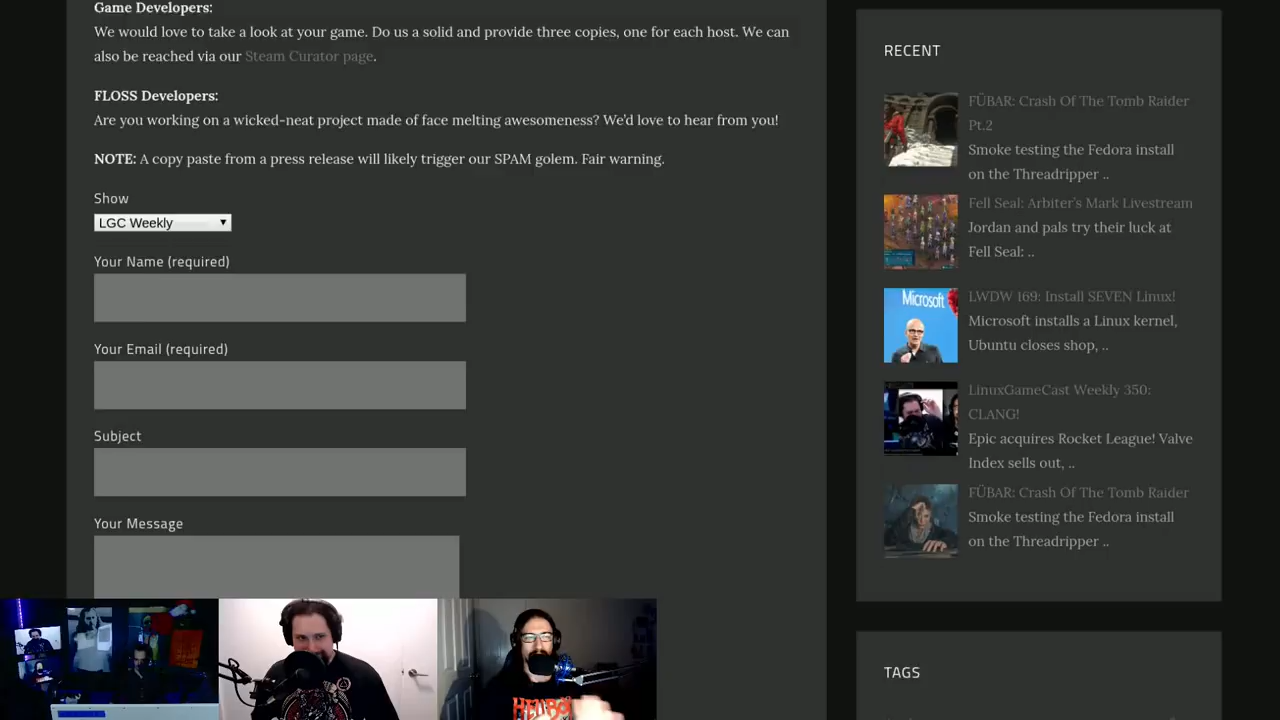 Game Developers:
We would love to take a look at your game. Do us a solid and provide three copies, one for each host. We can
also be reached via our Steam Curator page.
FLOSS Developers:
Are you working on a wicked-neat project made of face melting awesomeness? We'd love to hear from you!
NOTE: A copy paste from a press release will likely trigger our SPAM golem. Fair warning.
Show
LGC Weekly
Your Name (required)
Your Email (required)
Subject
Your Message
RECENT
FÜBAR: Crash Of The Tomb Raider
Pt.2
Smoke testing the Fedora install
on the Threadripper ..
Fell Seal: Arbiter's Mark Livestream
Jordan and pals try their luck at
Fell Seal: ..
Microsoft
LWDW 169: Install SEVEN Linux!
Microsoft installs a Linux kernel,
Ubuntu closes shop, ..
LinuxGameCast Weekly 350:
CLANG!
Epic acquires Rocket League! Valve
Index sells out, ..
FÜBAR: Crash Of The Tomb Raider
Smoke testing the Fedora install
on the Threadripper ..
TAGS